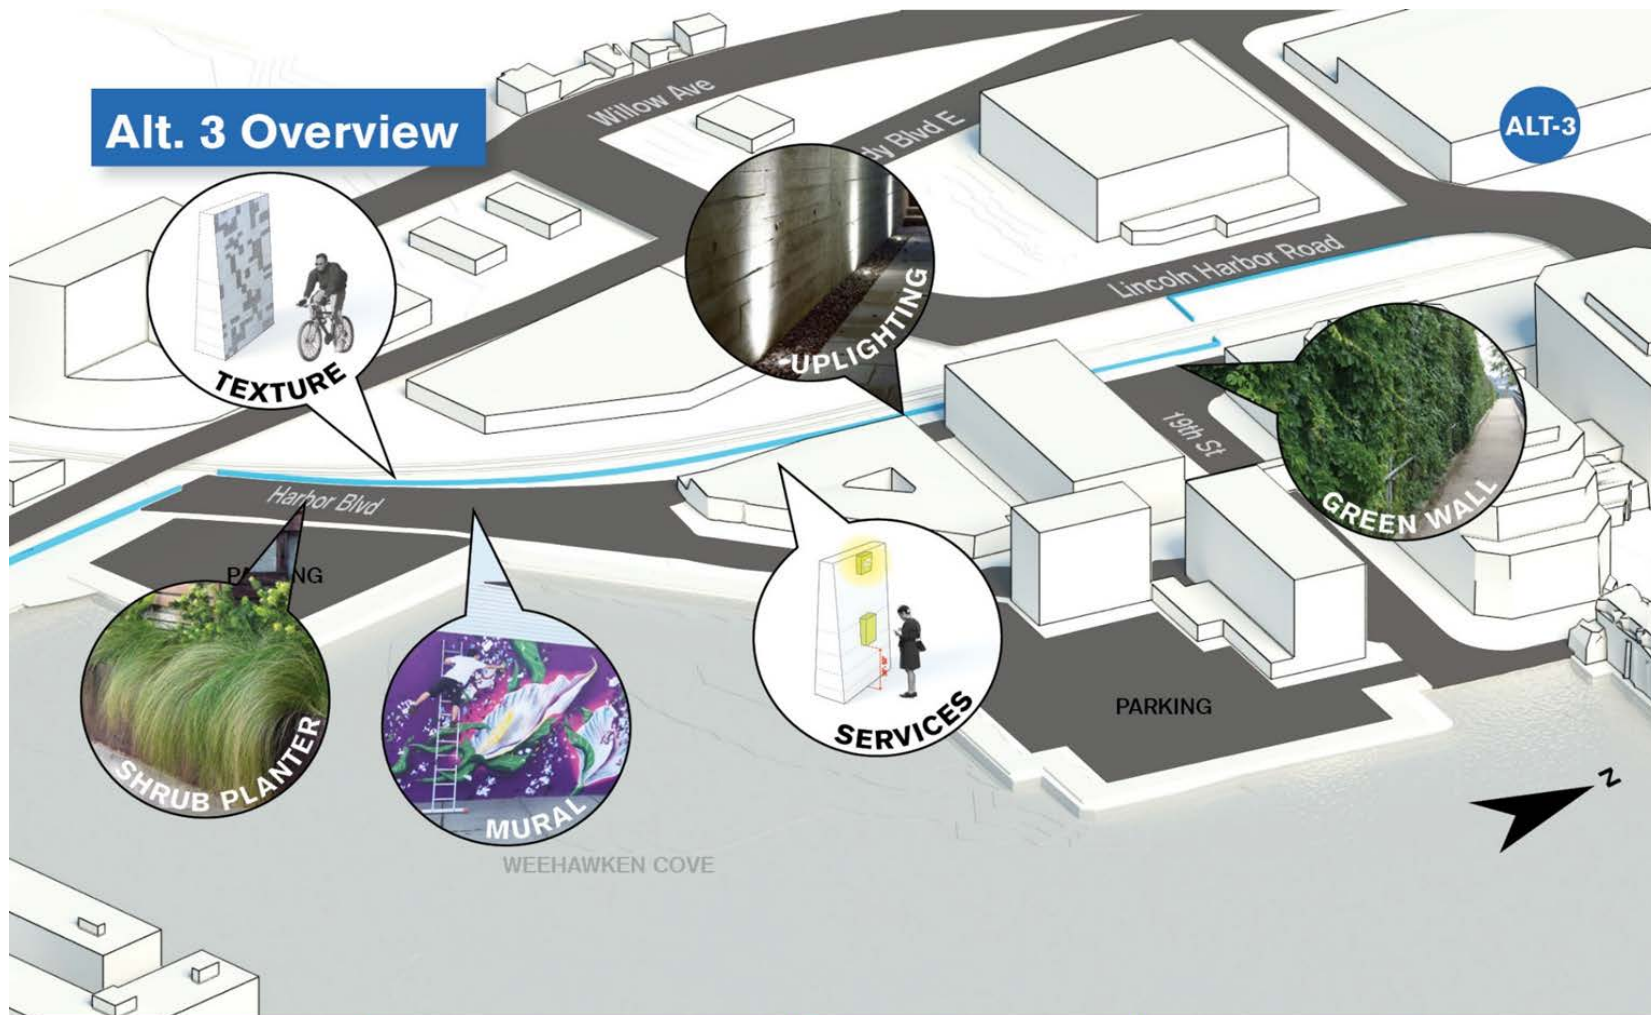 Alt. 3 Overview
ALT-3
Willow Ave
dy Blvd E
Lincoln Harbor Road
TEXTURE
UPLIGHTING
19th St
GREEN WALL
Harbor Blvd
PARKING
SHRUB PLANTER
MURAL
SERVICES
PARKING
N
WEEHAWKEN COVE